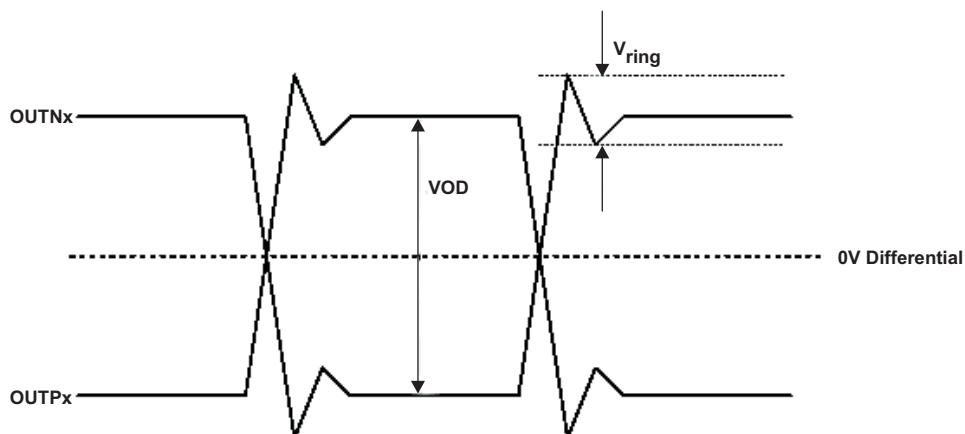 V_ring
OUTNx
VOD
0V Differential
OUTPx